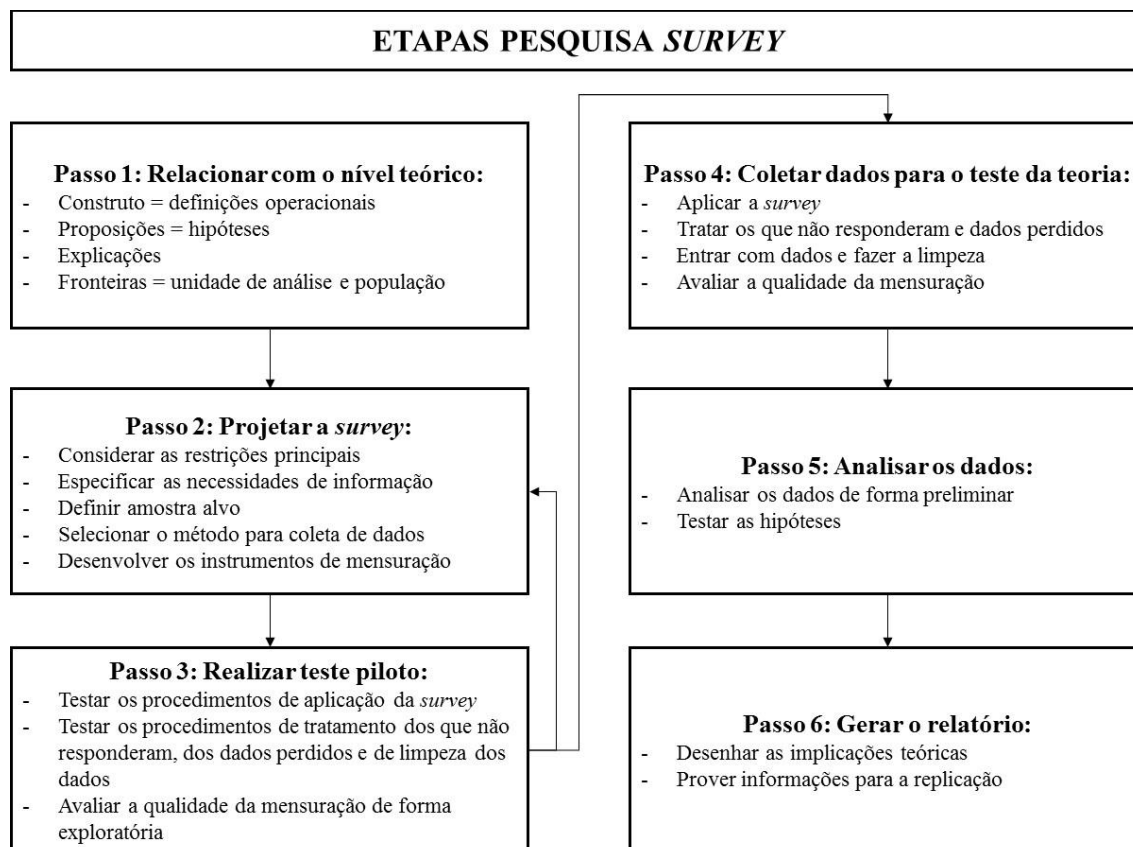 ETAPAS PESQUISA SURVEY
Passo 1: Relacionar com o nível teórico:
- Construto = definições operacionais
- Proposições = hipóteses
- Explicações
- Fronteiras = unidade de análise e população
Passo 2: Projetar a survey:
- Considerar as restrições principais
- Especificar as necessidades de informação
- Definir amostra alvo
- Selecionar o método para coleta de dados
- Desenvolver os instrumentos de mensuração
Passo 3: Realizar teste piloto:
- Testar os procedimentos de aplicação da survey
- Testar os procedimentos de tratamento dos que não
responderam, dos dados perdidos e de limpeza dos
dados
- Avaliar a qualidade da mensuração de forma
exploratória
Passo 4: Coletar dados para o teste da teoria:
- Aplicar a survey
- Tratar os que não responderam e dados perdidos
- Entrar com dados e fazer a limpeza
- Avaliar a qualidade da mensuração
Passo 5: Analisar os dados:
- Analisar os dados de forma preliminar
- Testar as hipóteses
Passo 6: Gerar o relatório:
- Desenhar as implicações teóricas
- Prover informações para a replicação